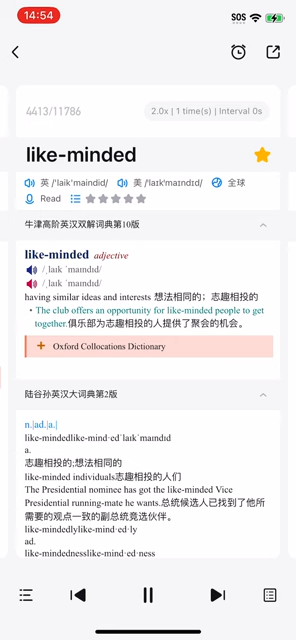 14:54
SOS
4413/11786
2.0x | 1 time(s) | Interval 0s
like-minded
英 /'laik'maindid/ 美 /'laɪk'maɪndɪd/ 全球
Read
牛津高阶英汉双解词典第10版
like-minded adjective
/ˌlaɪk ˈmaɪndɪd/
/ˌlaɪk ˈmaɪndɪd/
having similar ideas and interests 想法相同的；志趣相投的
• The club offers an opportunity for like-minded people to get
together.俱乐部为志趣相投的人提供了聚会的机会。
+ Oxford Collocations Dictionary
陆谷孙英汉大词典第2版
n.|ad.|a.|
like-mindedlike-mind·edˈlaɪkˈmaɪndɪd
a.
志趣相投的;想法相同的
like-minded individuals志趣相投的人们
The Presidential nominee has got the like-minded Vice
Presidential running-mate he wants.总统候选人已找到了他所
需要的观点一致的副总统竞选伙伴。
like-mindedlylike-mind·ed·ly
ad.
like-mindednesslike-mind·ed·ness